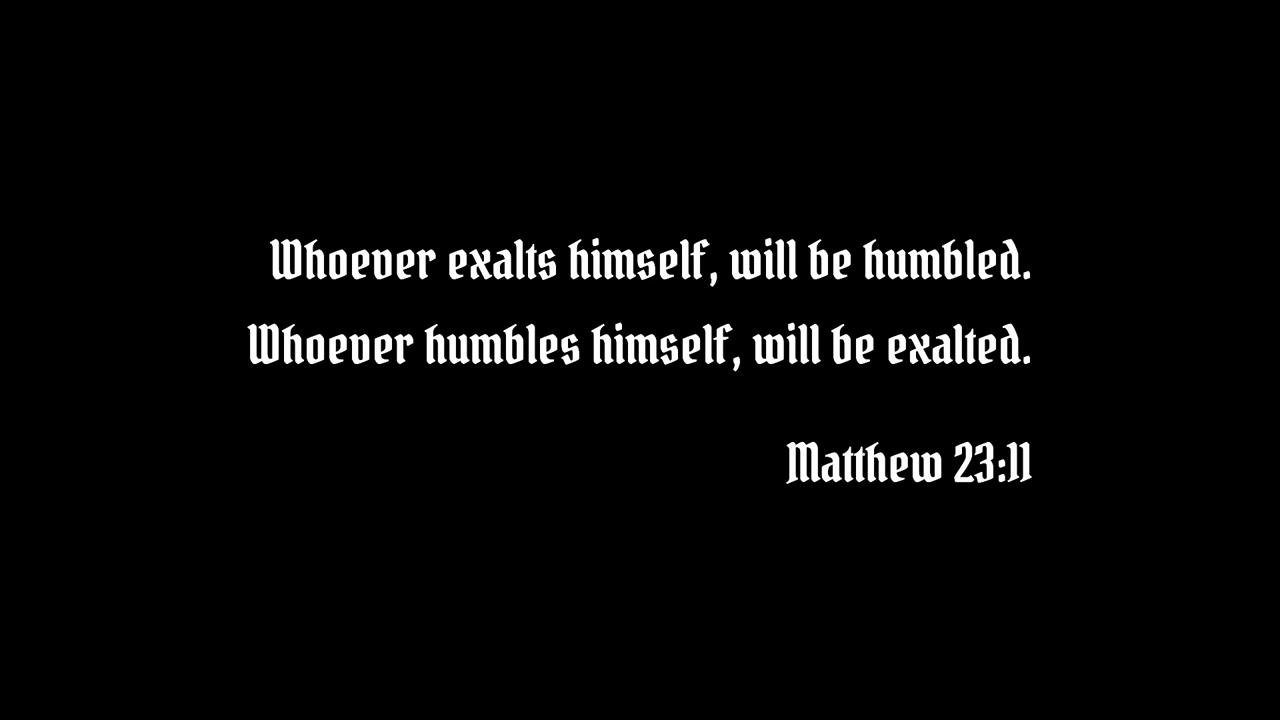 Whoever exalts himself, will be humbled.
Whoever humbles himself, will be exalted.
Matthew 23:11